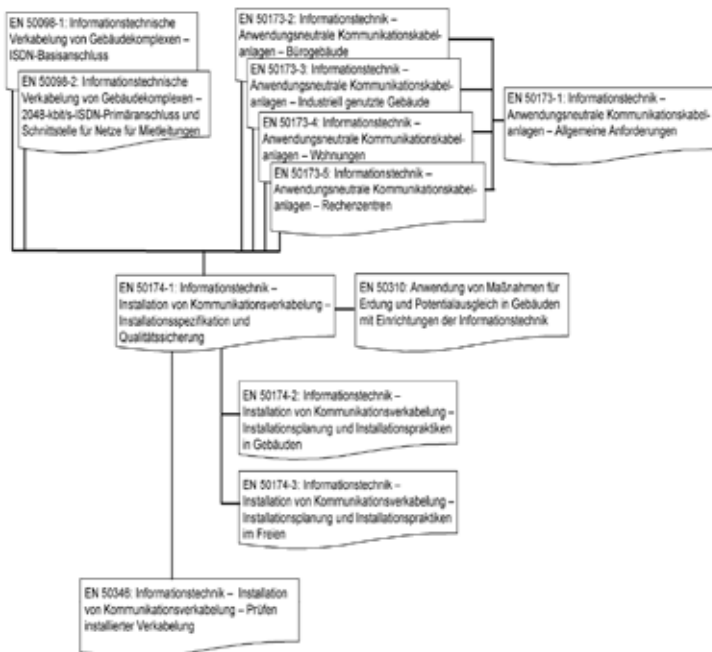 EN 50098-1: Informationstechnische
Verkabelung von Gebäudekomplexen –
ISDN-Basisanschluss
EN 50098-2: Informationstechnische
Verkabelung von Gebäudekomplexen –
2048-kbit/s-ISDN-Primäranschluss und
Schnittstelle für Netze für Mietleitungen
EN 50173-2: Informationstechnik –
Anwendungsneutrale Kommunikationskabel-
anlagen – Bürogebäude
EN 50173-3: Informationstechnik –
Anwendungsneutrale Kommunikationskabel-
anlagen – Industriell genutzte Gebäude
EN 50173-4: Informationstechnik –
Anwendungsneutrale Kommunikationskabel-
anlagen – Wohnungen
EN 50173-5: Informationstechnik –
Anwendungsneutrale Kommunikationskabel-
anlagen – Rechenzentren
EN 50173-1: Informationstechnik –
Anwendungsneutrale Kommunikationskabel-
anlagen – Allgemeine Anforderungen
EN 50174-1: Informationstechnik –
Installation von Kommunikationsverkabelung –
Installationsspezifikation und
Qualitätssicherung
EN 50310: Anwendung von Maßnahmen für
Erdung und Potentialausgleich in Gebäuden
mit Einrichtungen der Informationstechnik
EN 50174-2: Informationstechnik –
Installation von Kommunikationsverkabelung –
Installationsplanung und Installationspraktiken
in Gebäuden
EN 50174-3: Informationstechnik –
Installation von Kommunikationsverkabelung –
Installationsplanung und Installationspraktiken
im Freien
EN 50346: Informationstechnik – Installation
von Kommunikationsverkabelung – Prüfen
installierter Verkabelung